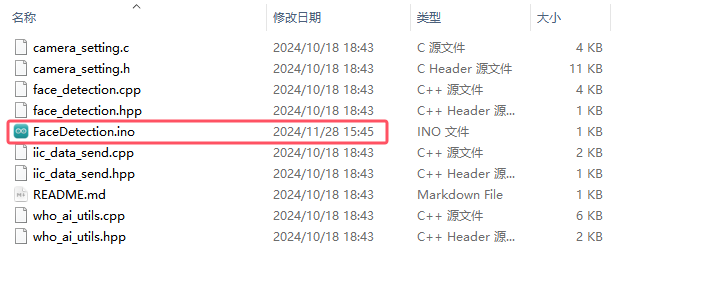 名称 修改日期 类型 大小
camera_setting.c 2024/10/18 18:43 C 源文件 4 KB
camera_setting.h 2024/10/18 18:43 C Header 源文件 11 KB
face_detection.cpp 2024/10/18 18:43 C++ 源文件 4 KB
face_detection.hpp 2024/10/18 18:43 C++ Header 源... 1 KB
FaceDetection.ino 2024/11/28 15:45 INO 文件 1 KB
iic_data_send.cpp 2024/10/18 18:43 C++ 源文件 2 KB
iic_data_send.hpp 2024/10/18 18:43 C++ Header 源... 1 KB
README.md 2024/10/18 18:43 Markdown File 1 KB
who_ai_utils.cpp 2024/10/18 18:43 C++ 源文件 6 KB
who_ai_utils.hpp 2024/10/18 18:43 C++ Header 源... 2 KB